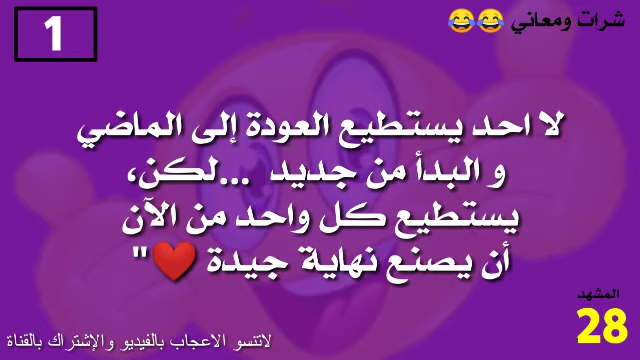 1
شرات ومعاني 😂😂
لا احد يستطيع العودة إلى الماضي
و البدأ من جديد ...لكن،
يستطيع كل واحد من الآن
أن يصنع نهاية جيدة ❤️"
المشهد
28
لاتنسو الاعجاب بالفيديو والإشتراك بالقناة